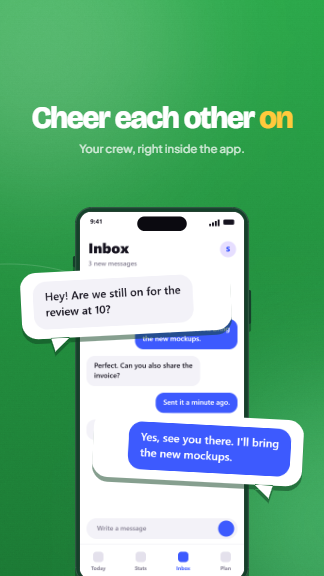 Cheer each other on
Your crew, right inside the app.
9:41
Inbox
S
3 new messages
Hey! Are we still on for the
review at 10?
the new mockups.
Perfect. Can you also share the
invoice?
Sent it a minute ago.
Yes, see you there. I'll bring
the new mockups.
Write a message
Today
Stats
Inbox
Plan